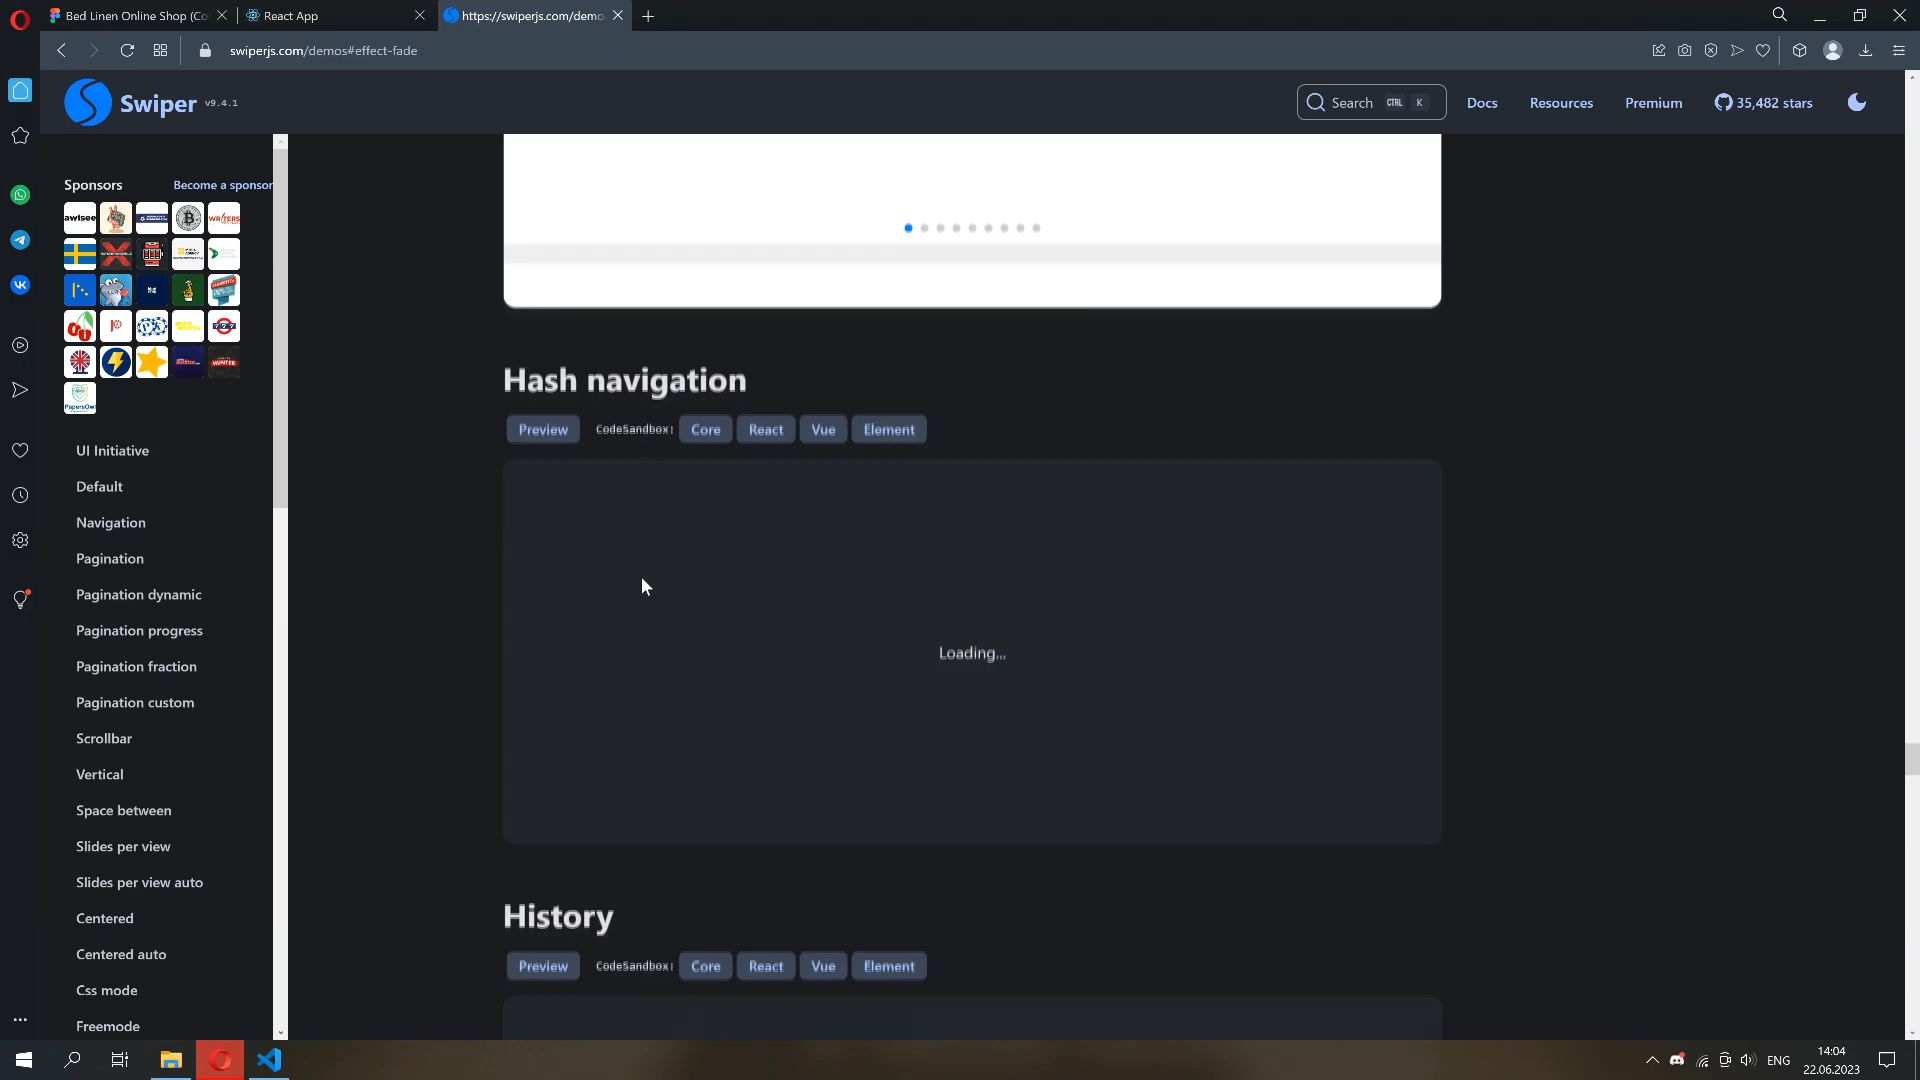 Bed Linen Online Shop (Co
React App
https://swiperjs.com/demo
swiperjs.com/demos#effect-fade
Swiper v9.4.1
Search CTRL K
Docs
Resources
Premium
35,482 stars
Sponsors
Become a sponsor
awisee
WRITERS
PapersOwl
UI Initiative
Default
Navigation
Pagination
Pagination dynamic
Pagination progress
Pagination fraction
Pagination custom
Scrollbar
Vertical
Space between
Slides per view
Slides per view auto
Centered
Centered auto
Css mode
Freemode
Hash navigation
Preview CodeSandbox: Core React Vue Element
Loading...
History
Preview CodeSandbox: Core React Vue Element
ENG
14:04
22.06.2023